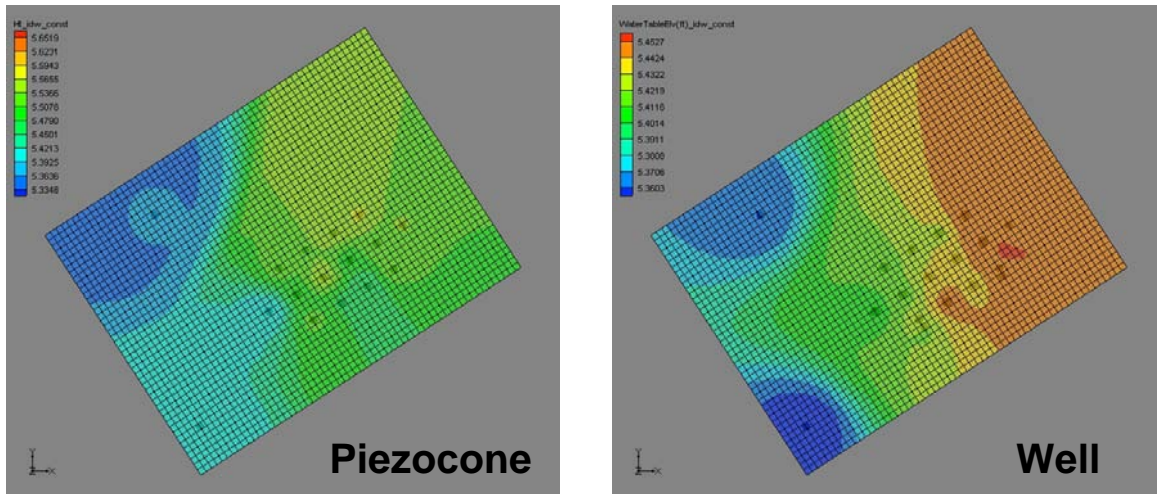 Ht_idw_const
5.6519
5.6231
5.5943
5.5655
5.5366
5.5078
5.4790
5.4501
5.4213
5.3925
5.3636
5.3348
Y
Z X
Piezocone
WaterTableElv(ft)_idw_const
5.4527
5.4424
5.4322
5.4219
5.4116
5.4014
5.3911
5.3808
5.3706
5.3603
Y
Z X
Well